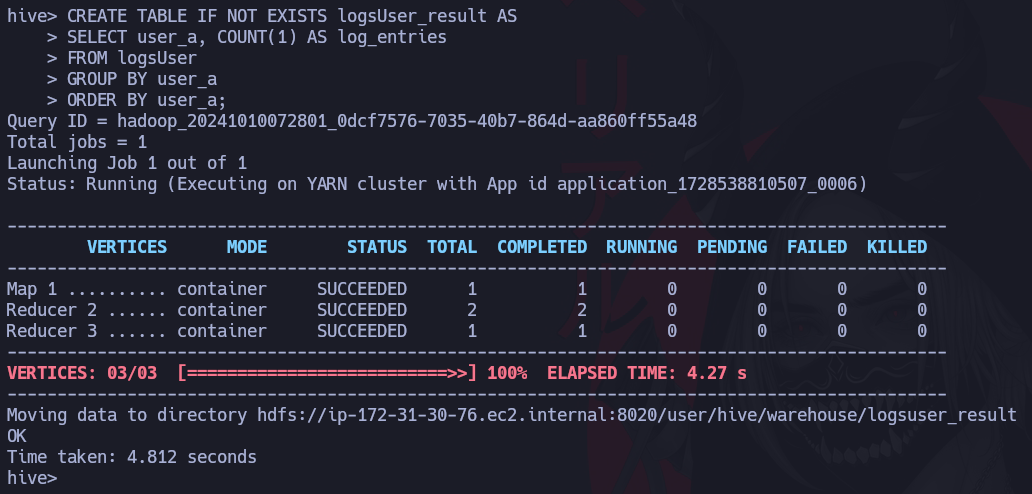 hive> CREATE TABLE IF NOT EXISTS logsUser_result AS
    > SELECT user_a, COUNT(1) AS log_entries
    > FROM logsUser
    > GROUP BY user_a
    > ORDER BY user_a;
Query ID = hadoop_20241010072801_0dcf7576-7035-40b7-864d-aa860ff55a48
Total jobs = 1
Launching Job 1 out of 1
Status: Running (Executing on YARN cluster with App id application_1728538810507_0006)

----------------------------------------------------------------------------------------------
        VERTICES      MODE        STATUS  TOTAL  COMPLETED  RUNNING  PENDING  FAILED  KILLED
----------------------------------------------------------------------------------------------
Map 1 .......... container     SUCCEEDED      1          1        0        0       0       0
Reducer 2 ...... container     SUCCEEDED      2          2        0        0       0       0
Reducer 3 ...... container     SUCCEEDED      1          1        0        0       0       0
----------------------------------------------------------------------------------------------
VERTICES: 03/03  [==========================>>] 100%  ELAPSED TIME: 4.27 s
----------------------------------------------------------------------------------------------
Moving data to directory hdfs://ip-172-31-30-76.ec2.internal:8020/user/hive/warehouse/logsuser_result
OK
Time taken: 4.812 seconds
hive>